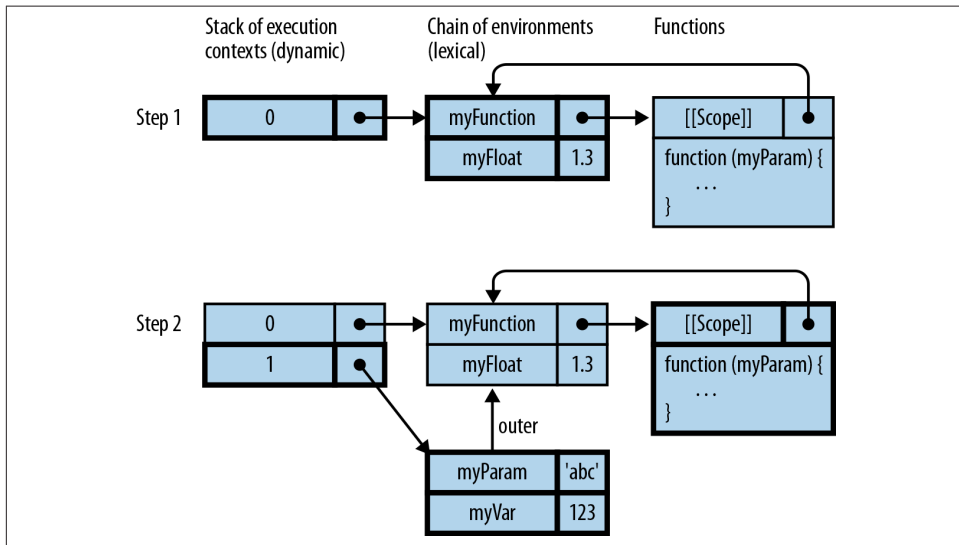 Stack of execution
contexts (dynamic)
Chain of environments
(lexical)
Functions
Step 1
0
myFunction
[[Scope]]
myFloat 1.3
function (myParam) {
...
}
Step 2
0
myFunction
[[Scope]]
1
myFloat 1.3
function (myParam) {
...
}
outer
myParam 'abc'
myVar 123